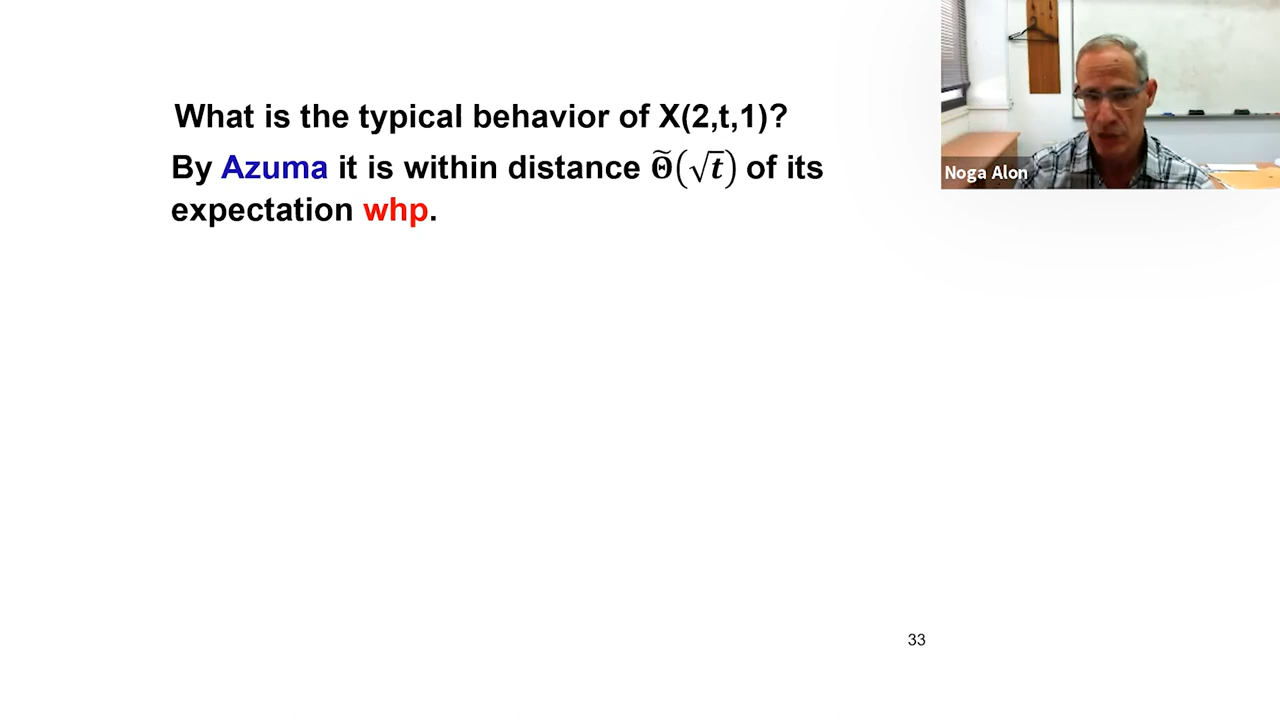 What is the typical behavior of X(2,t,1)?
By Azuma it is within distance Θ̃(√t) of its
expectation whp.
Noga Alon
33